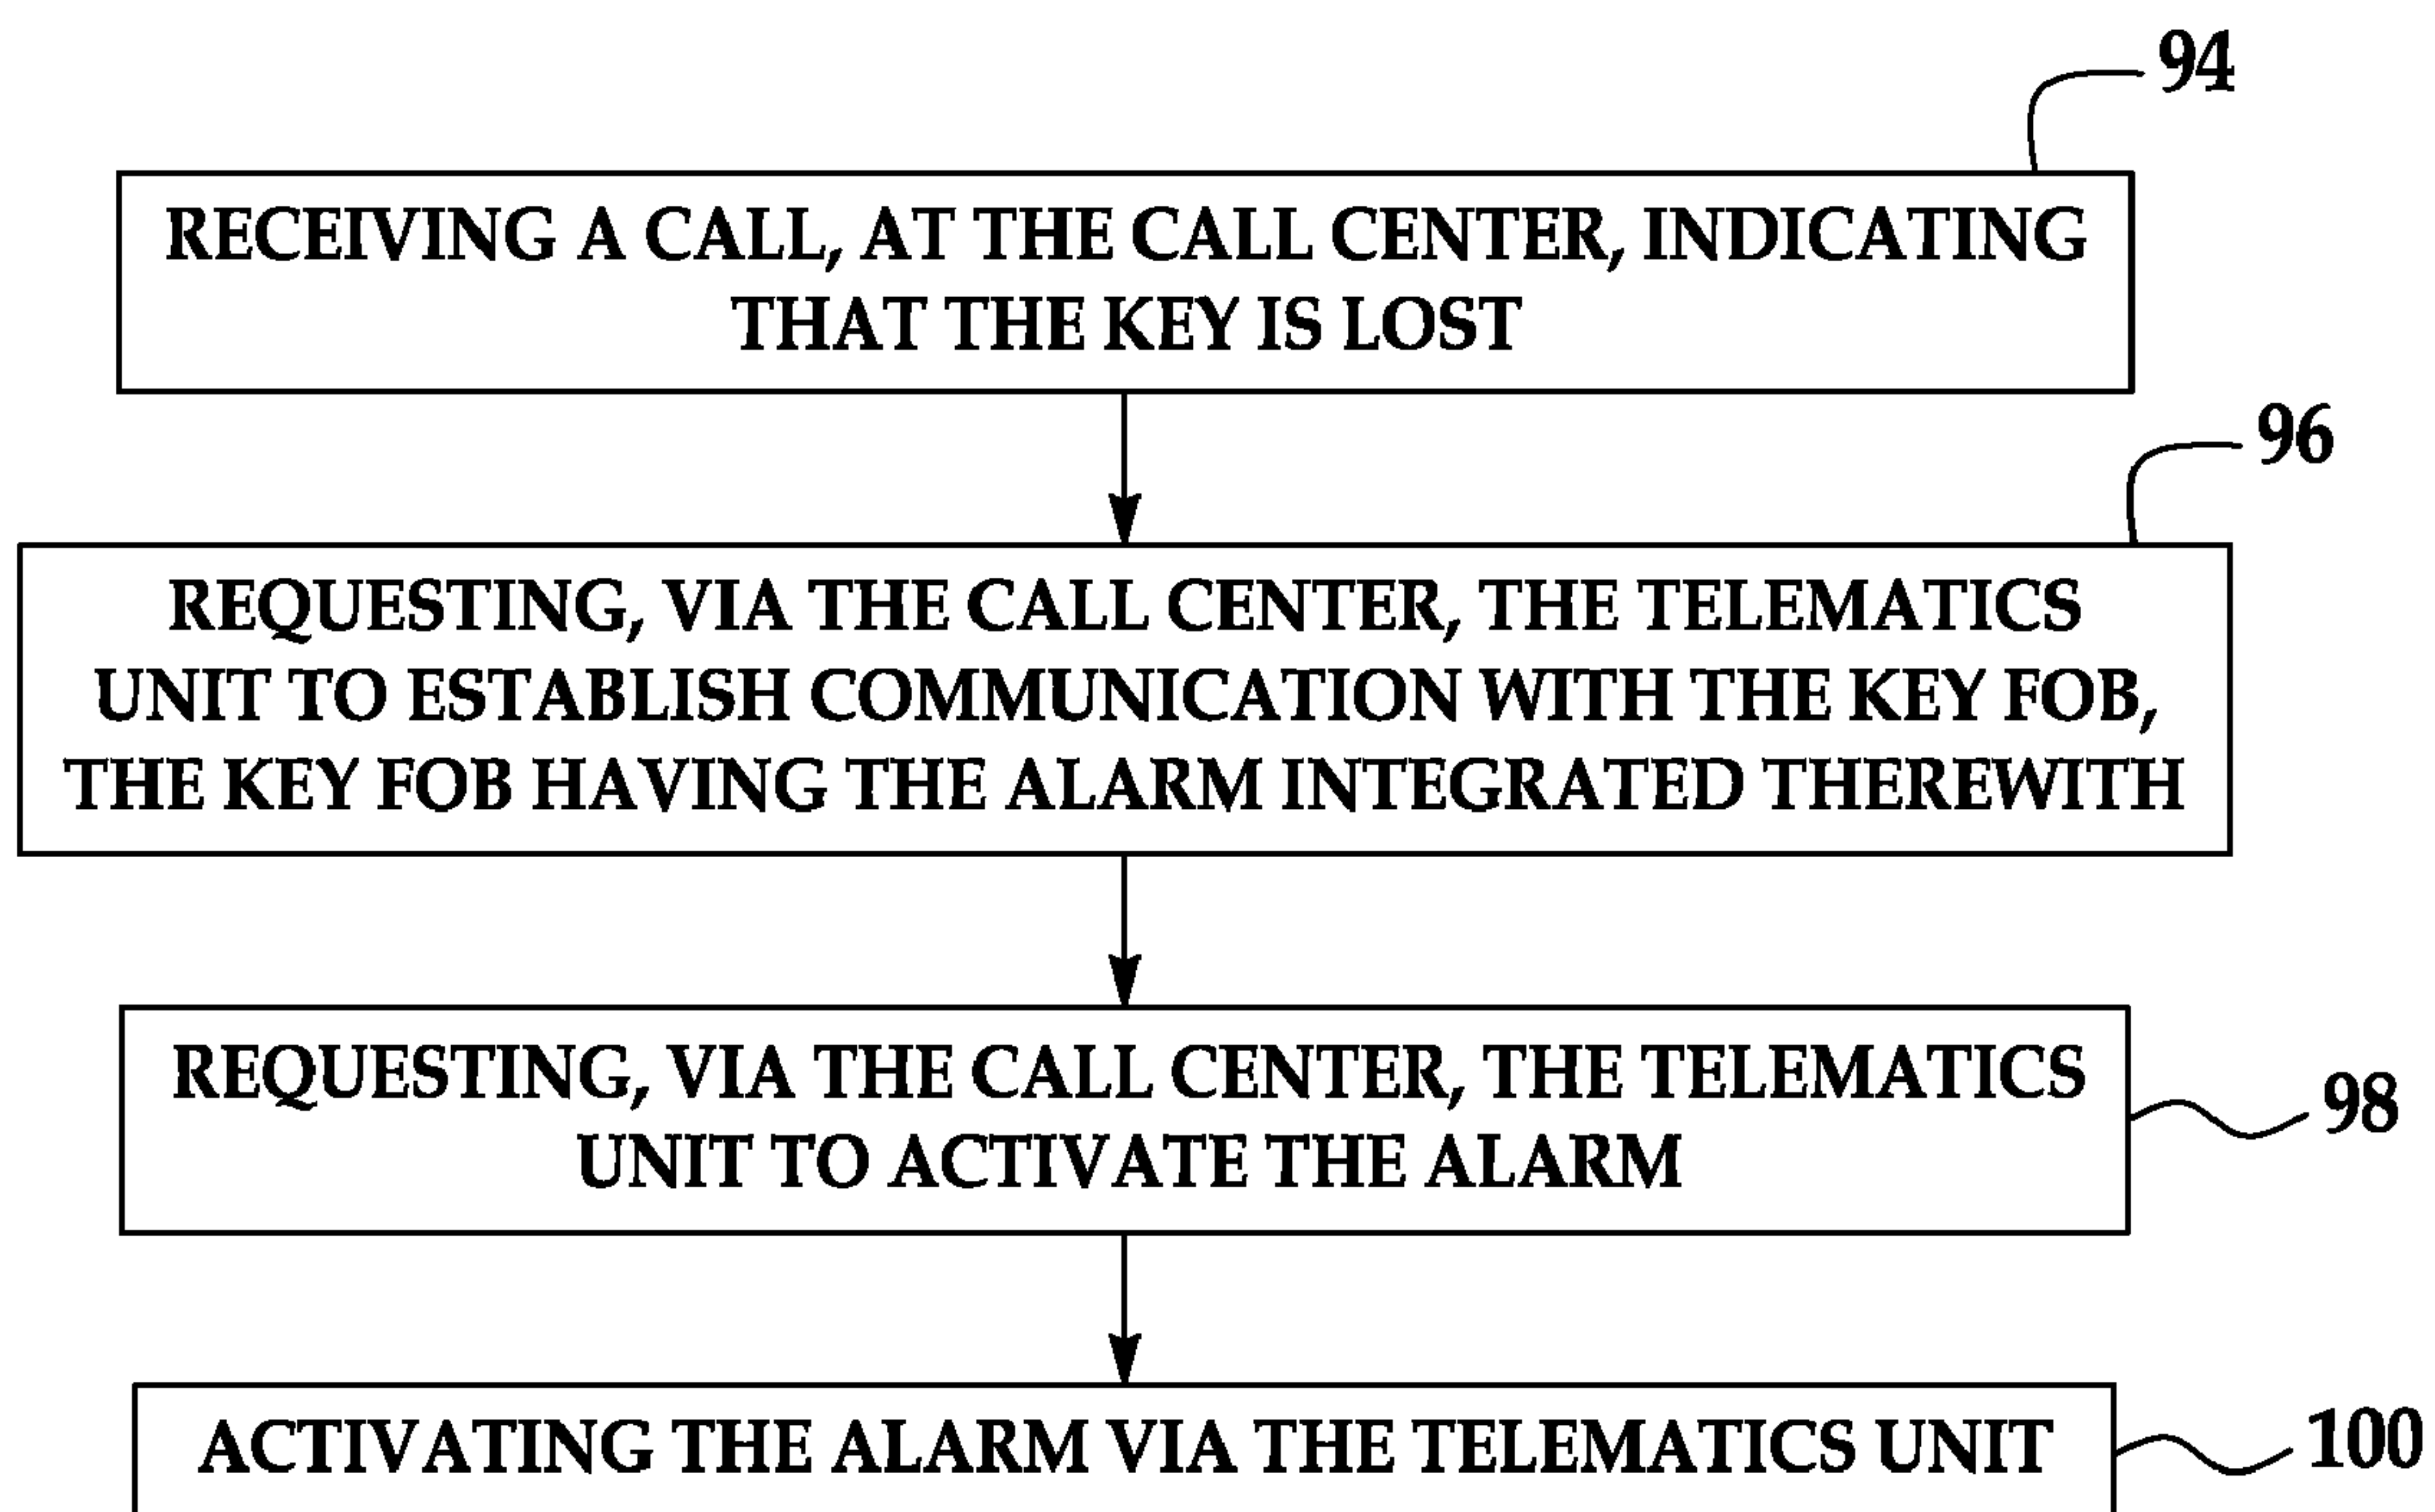 94
RECEIVING A CALL, AT THE CALL CENTER, INDICATING
THAT THE KEY IS LOST
96
REQUESTING, VIA THE CALL CENTER, THE TELEMATICS
UNIT TO ESTABLISH COMMUNICATION WITH THE KEY FOB,
THE KEY FOB HAVING THE ALARM INTEGRATED THEREWITH
REQUESTING, VIA THE CALL CENTER, THE TELEMATICS
UNIT TO ACTIVATE THE ALARM
98
ACTIVATING THE ALARM VIA THE TELEMATICS UNIT
100